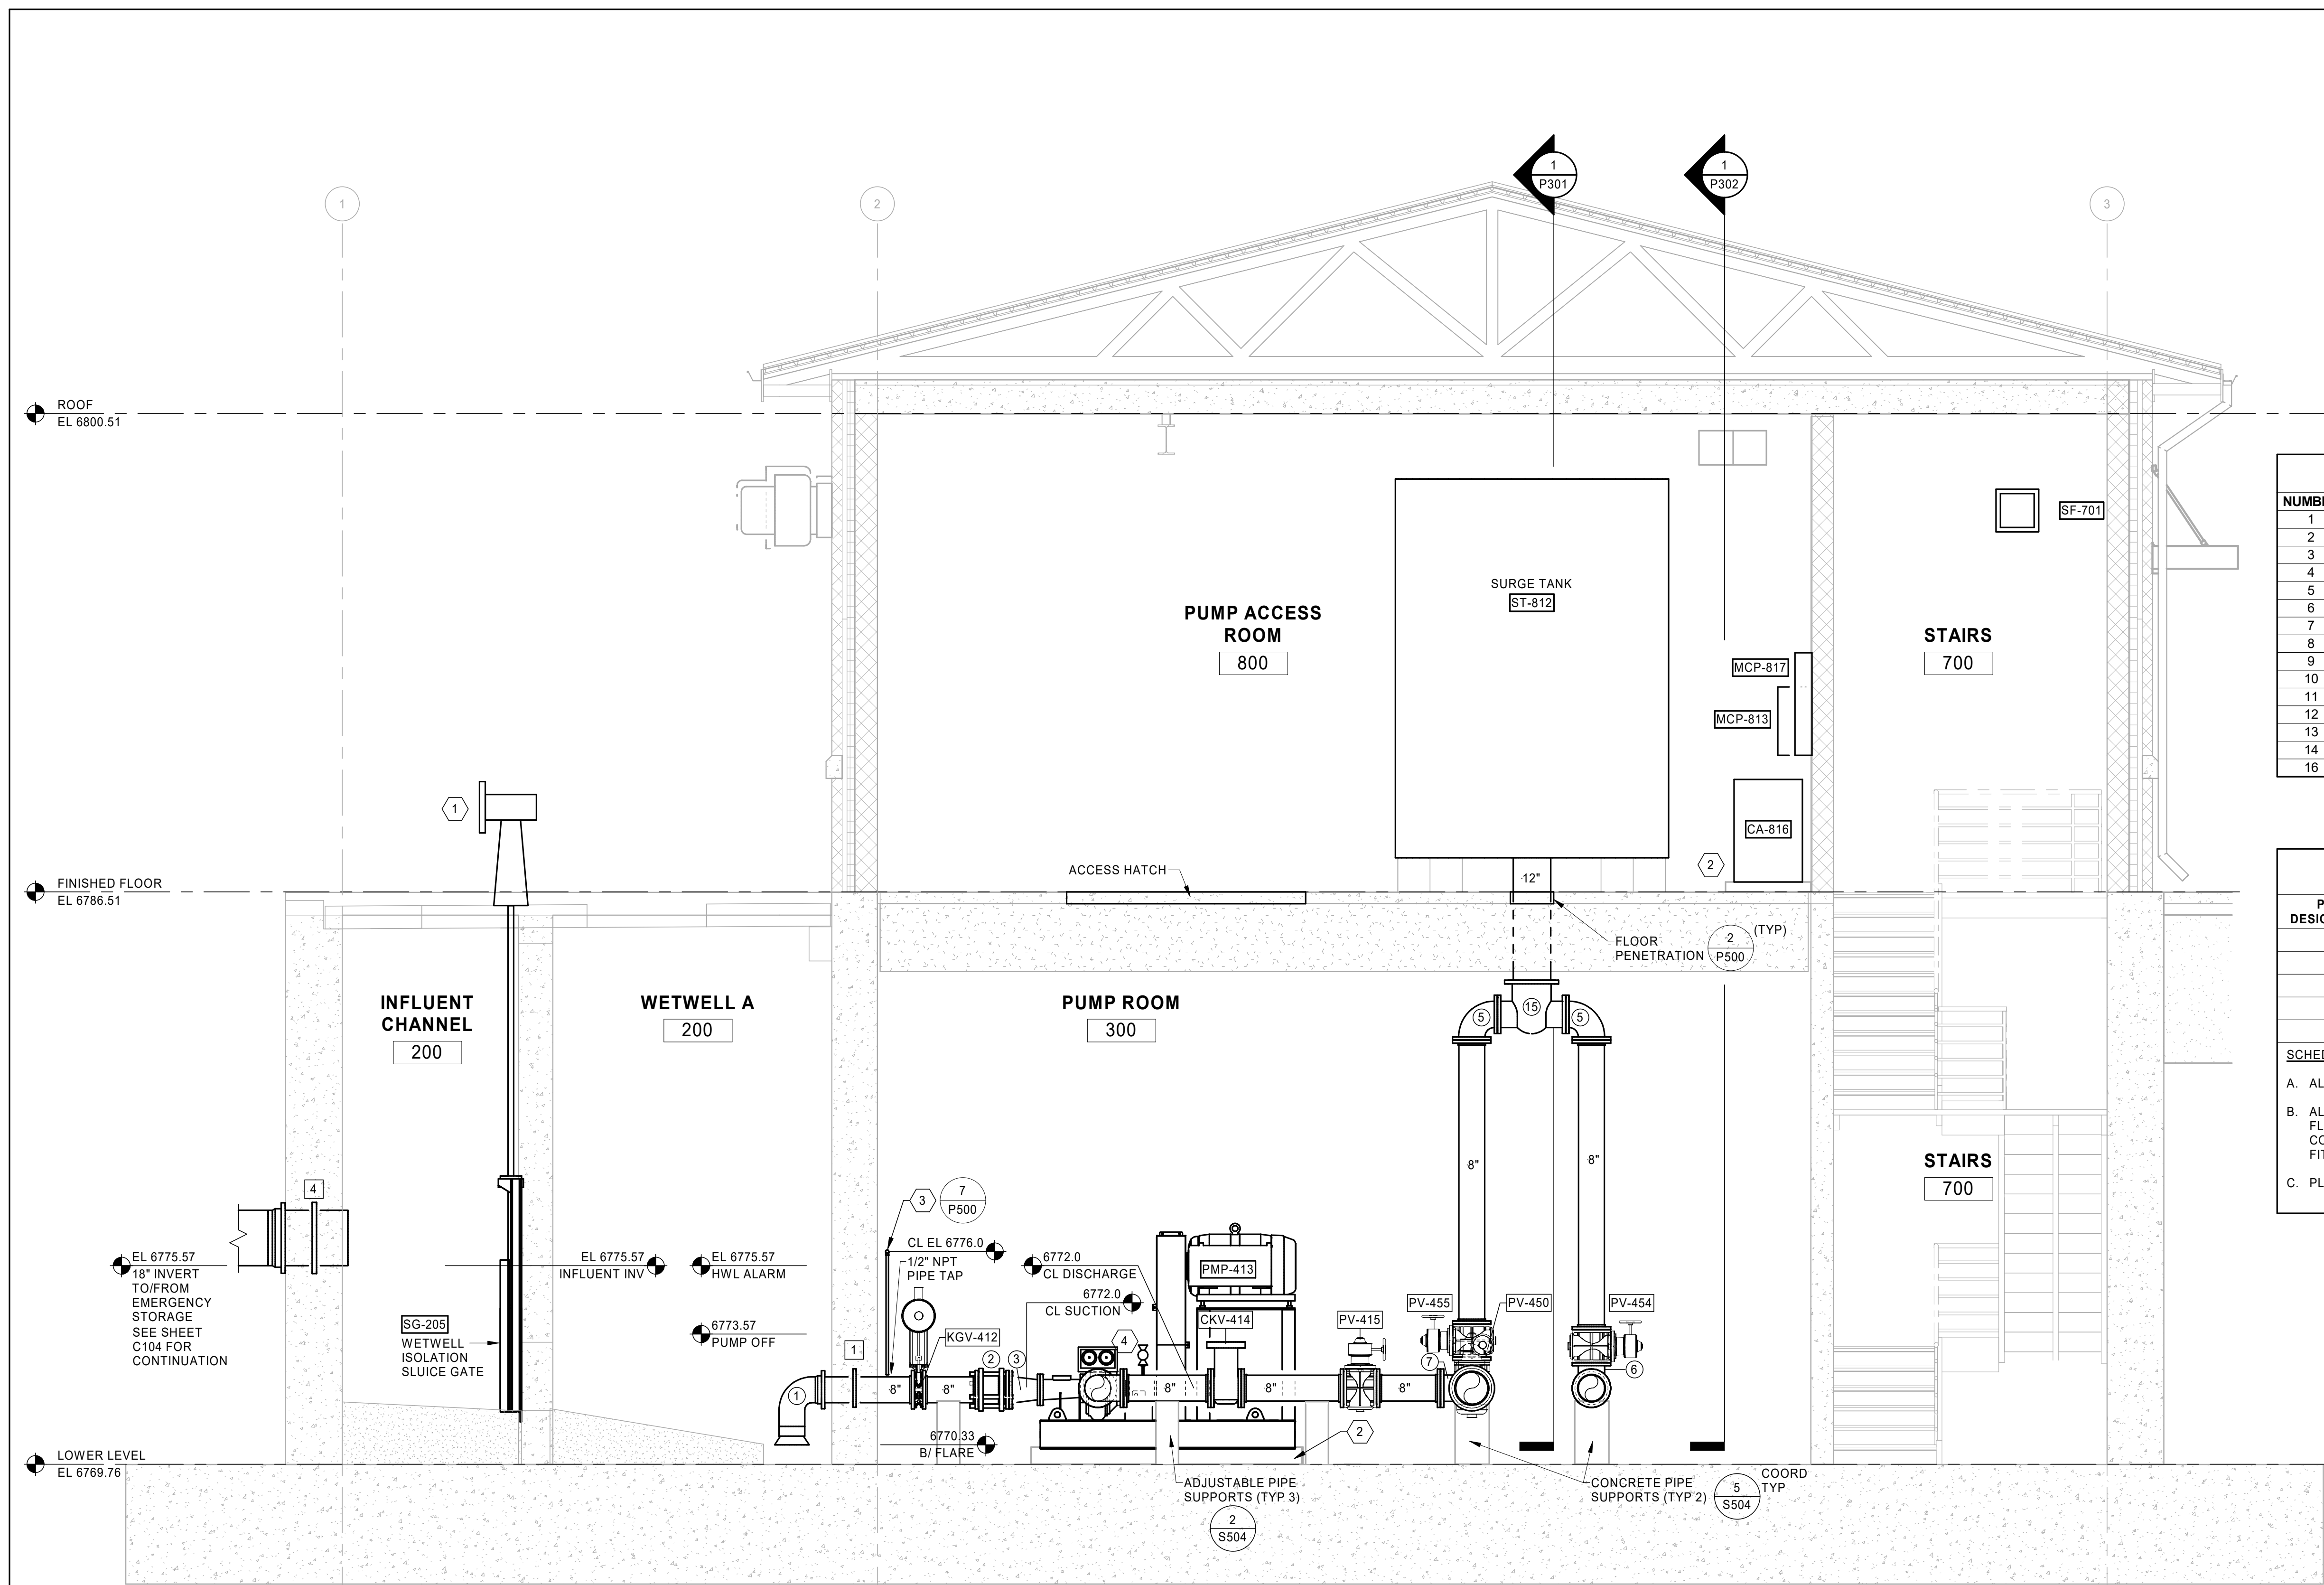 1
P301
1
P302
1
2
3
ROOF
EL 6800.51
NUMB
1
2
3
4
5
6
7
8
9
10
11
12
13
14
16
SF-701
SURGE TANK
ST-812
PUMP ACCESS
ROOM
800
STAIRS
700
MCP-817
MCP-813
1
CA-816
2
ACCESS HATCH
12"
FINISHED FLOOR
EL 6786.51
P
DESIG
FLOOR
PENETRATION
2
P500
(TYP)
INFLUENT
CHANNEL
200
WETWELL A
200
PUMP ROOM
300
5
15
5
SCHED
A. AL
B. AL
FL
CO
FIT
C. PL
8"
8"
STAIRS
700
4
3
7
P500
EL 6775.57
18" INVERT
TO/FROM
EMERGENCY
STORAGE
SEE SHEET
C104 FOR
CONTINUATION
EL 6775.57
INFLUENT INV
EL 6775.57
HWL ALARM
CL EL 6776.0
1/2" NPT
PIPE TAP
6772.0
CL DISCHARGE
6772.0
CL SUCTION
PMP-413
SG-205
WETWELL
ISOLATION
SLUICE GATE
6773.57
PUMP OFF
KGV-412
CKV-414
PV-415
PV-455
PV-450
PV-454
1
4
2
3
7
6
1
8"
8"
8"
8"
8"
6770.33
B/ FLARE
2
LOWER LEVEL
EL 6769.76
ADJUSTABLE PIPE
SUPPORTS (TYP 3)
2
S504
CONCRETE PIPE
SUPPORTS (TYP 2)
5
S504
COORD
TYP